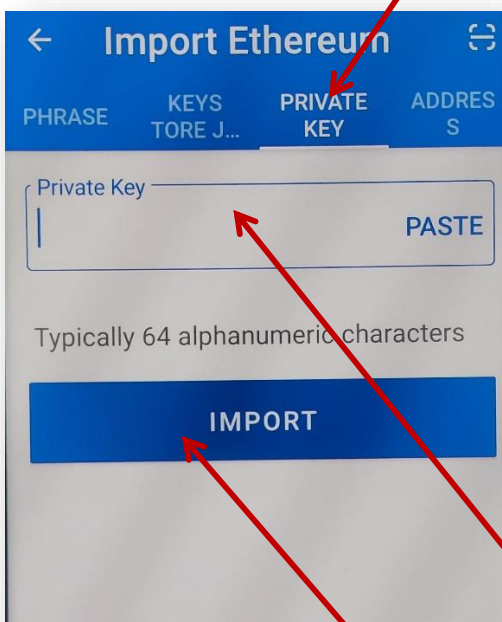 Import Ethereum
PHRASE
KEYS
TORE J...
PRIVATE
KEY
ADDRES
S
Private Key
PASTE
Typically 64 alphanumeric characters
IMPORT